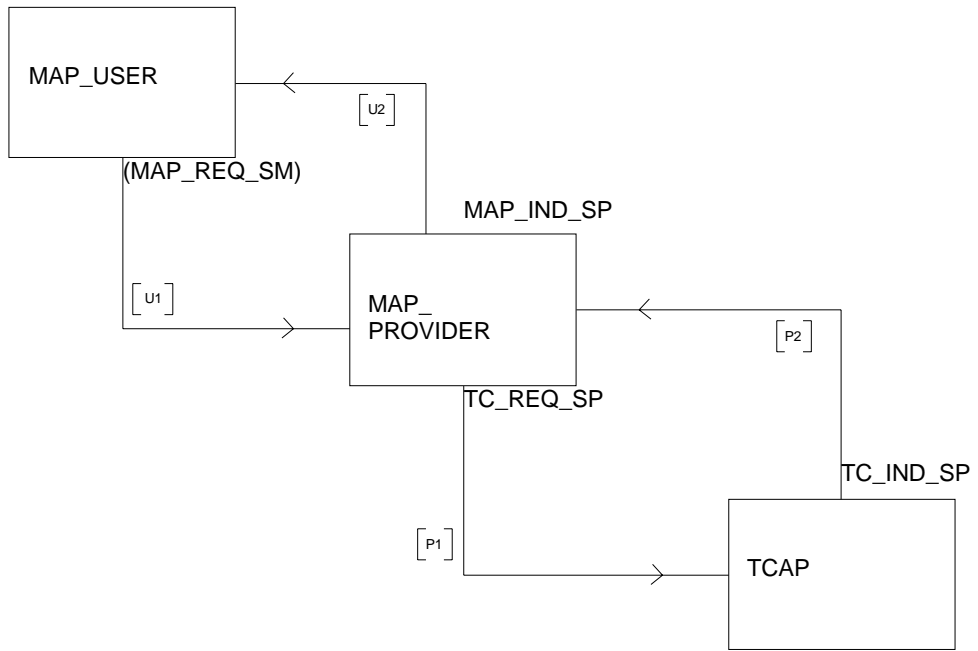 MAP_USER
[U2]
(MAP_REQ_SM)
MAP_IND_SP
[U1]
MAP_
PROVIDER
[P2]
TC_REQ_SP
TC_IND_SP
[P1]
TCAP